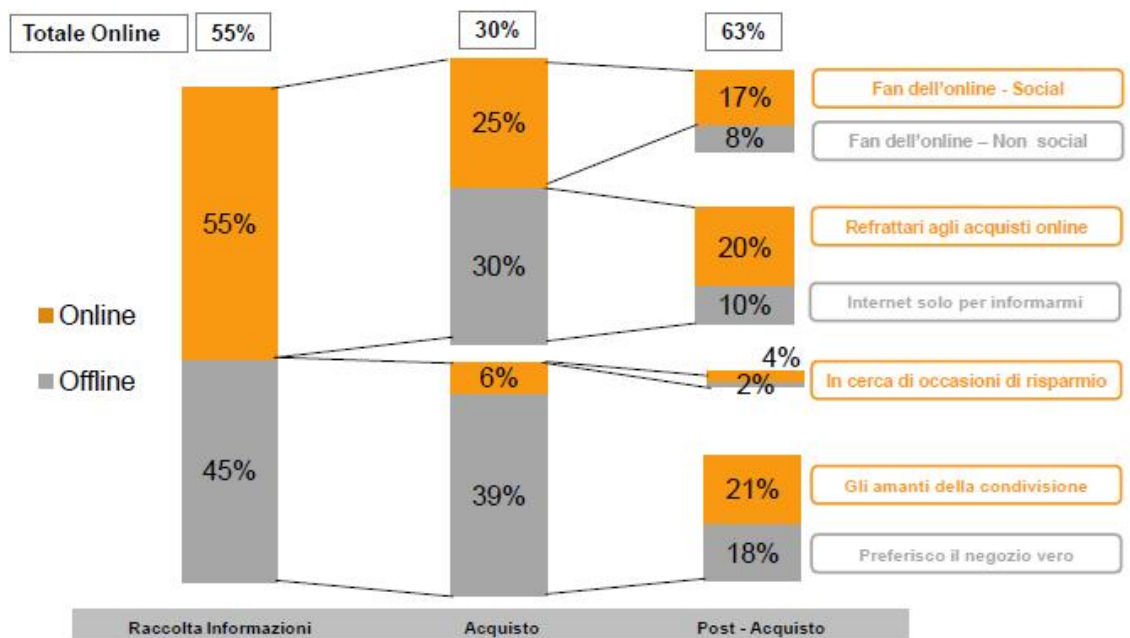 Totale Online 55% 30% 63%
17% Fan dell'online - Social
25%
8% Fan dell'online – Non social
55%
20% Refrattari agli acquisti online
30%
10% Internet solo per informarmi
Online
4%
Offline
6% 2% In cerca di occasioni di risparmio
45%
39% 21% Gli amanti della condivisione
18% Preferisco il negozio vero
Raccolta Informazioni Acquisto Post - Acquisto